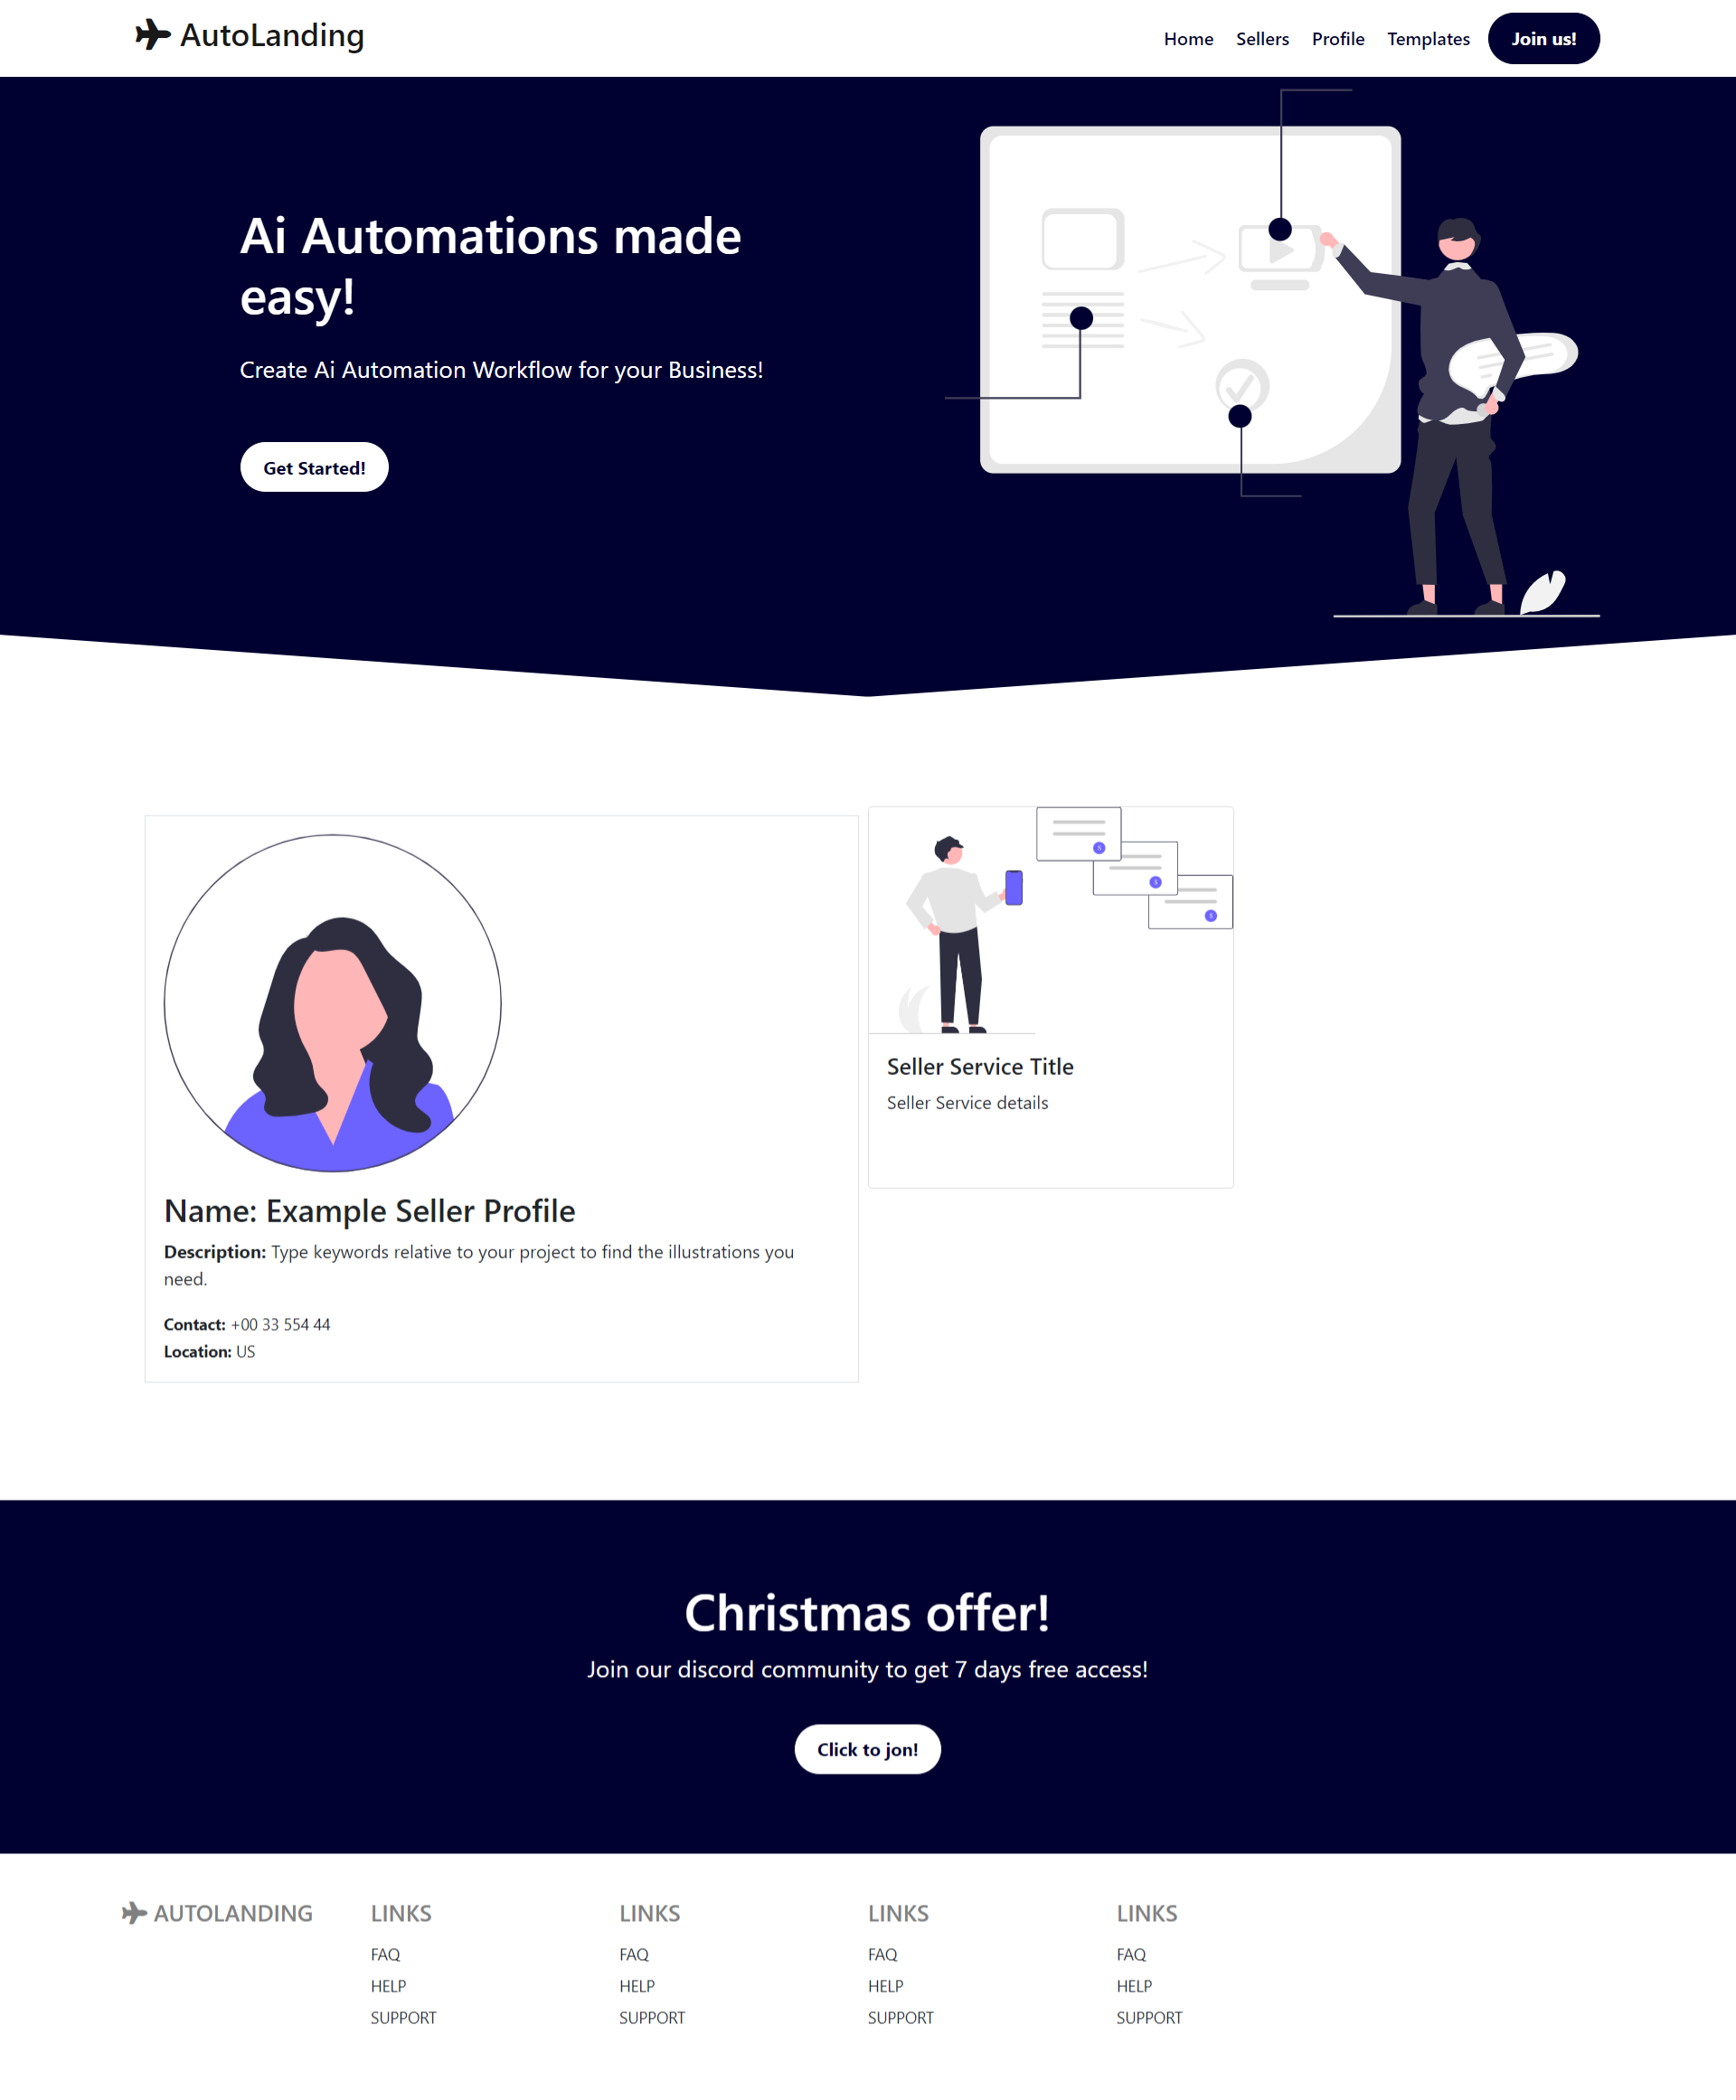 AutoLanding
Home Sellers Profile Templates Join us!
Ai Automations made
easy!
Create Ai Automation Workflow for your Business!
Get Started!
Seller Service Title
Seller Service details
Name: Example Seller Profile
Description: Type keywords relative to your project to find the illustrations you
need.
Contact: +00 33 554 44
Location: US
Christmas offer!
Join our discord community to get 7 days free access!
Click to jon!
AUTOLANDING
LINKS
FAQ
HELP
SUPPORT
LINKS
FAQ
HELP
SUPPORT
LINKS
FAQ
HELP
SUPPORT
LINKS
FAQ
HELP
SUPPORT